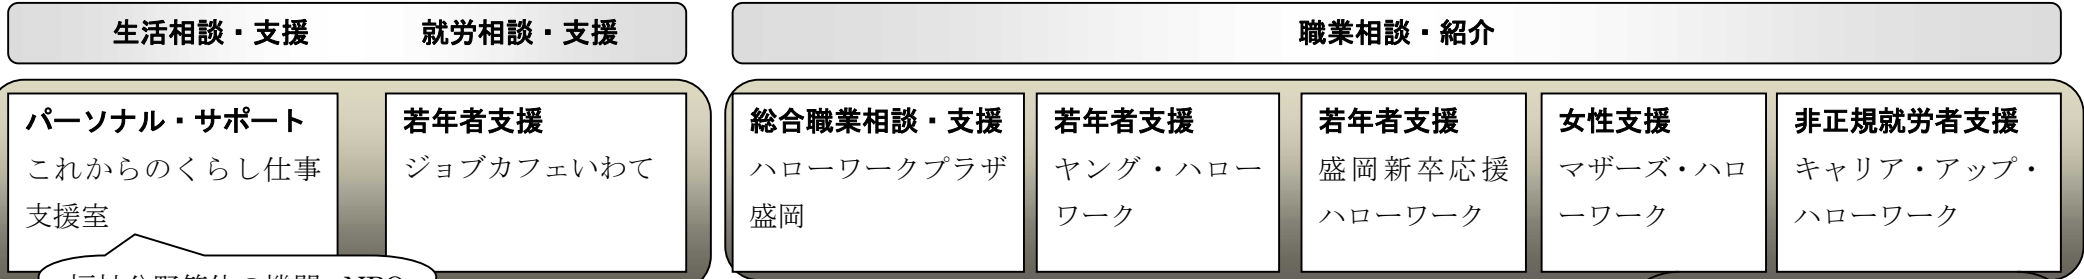 生活相談・支援　就労相談・支援
職業相談・紹介
パーソナル・サポート
これからのくらし仕事
支援室
若年者支援
ジョブカフェいわて
総合職業相談・支援
ハローワークプラザ
盛岡
若年者支援
ヤング・ハロー
ワーク
若年者支援
盛岡新卒応援
ハローワーク
女性支援
マザーズ・ハロ
ーワーク
非正規就労者支援
キャリア・アップ・
ハローワーク